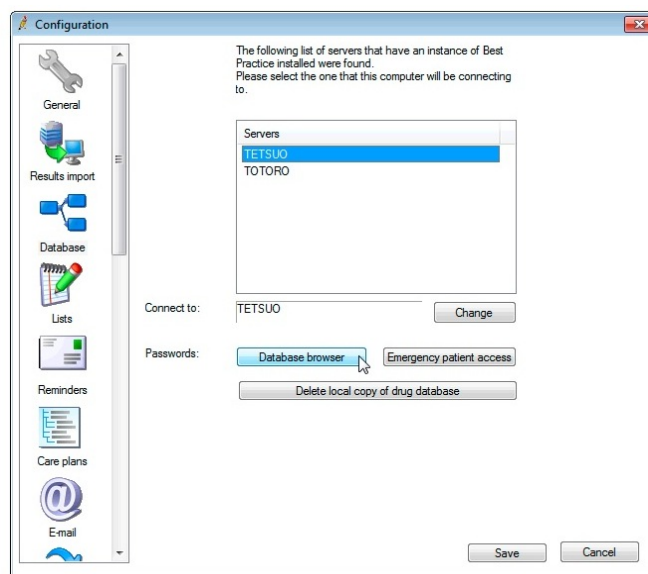 Configuration
General
Results import
Database
Lists
Reminders
Care plans
E-mail
The following list of servers that have an instance of Best
Practice installed were found.
Please select the one that this computer will be connecting
to.
Servers
TETSUO
TOTORO
Connect to:
TETSUO
Change
Passwords:
Database browser
Emergency patient access
Delete local copy of drug database
Save
Cancel